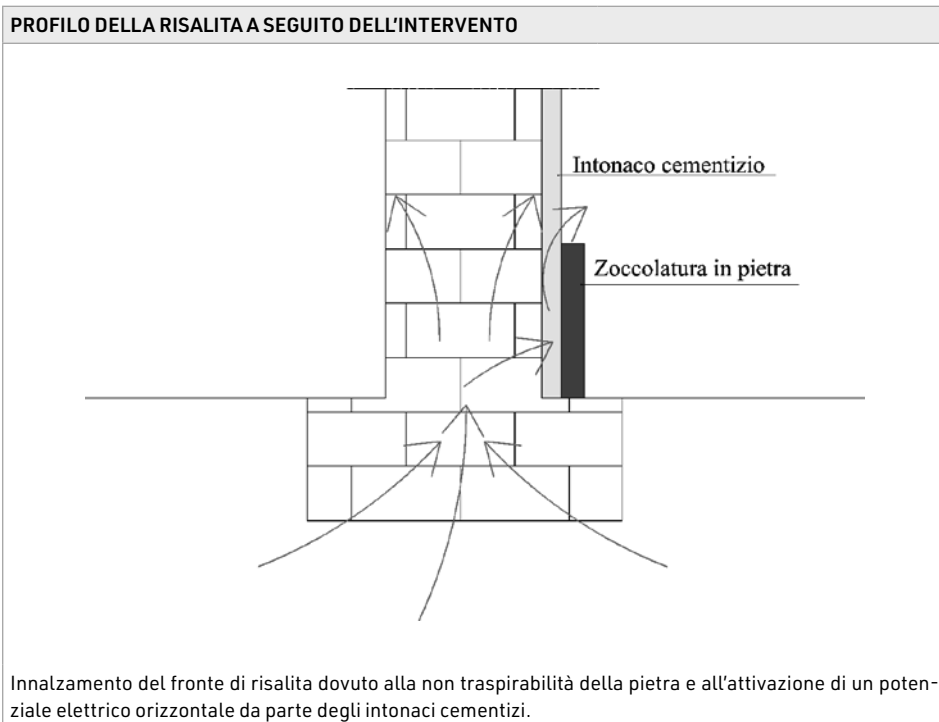 PROFILO DELLA RISALITA A SEGUITO DELL'INTERVENTO
Intonaco cementizio
Zoccolatura in pietra
Innalzamento del fronte di risalita dovuto alla non traspirabilità della pietra e all'attivazione di un poten-
ziale elettrico orizzontale da parte degli intonaci cementizi.